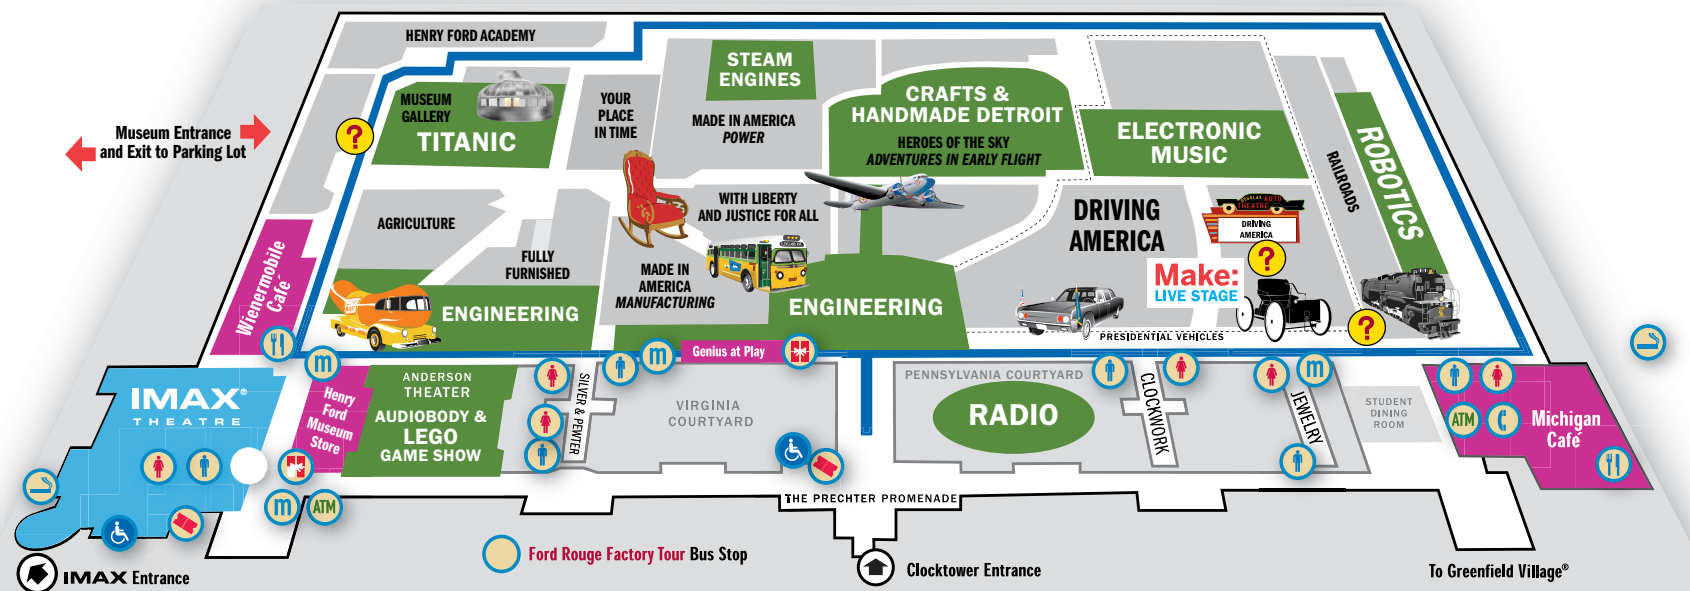 HENRY FORD ACADEMY
STEAM
ENGINES
MUSEUM
GALLERY
TITANIC
YOUR
PLACE
IN TIME
MADE IN AMERICA
POWER
CRAFTS &
HANDMADE DETROIT
HEROES OF THE SKY
ADVENTURES IN EARLY FLIGHT
ELECTRONIC
MUSIC
RAILROADS
ROBOTICS
Museum Entrance
and Exit to Parking Lot
?
AGRICULTURE
FULLY
FURNISHED
WITH LIBERTY
AND JUSTICE FOR ALL
MADE IN
AMERICA
MANUFACTURING
DRIVING
AMERICA
DOUGLAS AUTO
THEATRE
DRIVING
AMERICA
?
Make:
LIVE STAGE
?
PRESIDENTIAL VEHICLES
Wienermobile
Café
ENGINEERING
ENGINEERING
m
m
Genius at Play
m
IMAX®
THEATRE
Henry
Ford
Museum
Store
ANDERSON
THEATER
AUDIOBODY &
LEGO
GAME SHOW
SILVER & PEWTER
VIRGINIA
COURTYARD
PENNSYLVANIA COURTYARD
RADIO
CLOCKWORK
JEWELRY
STUDENT
DINING
ROOM
ATM
Michigan
Café
m
ATM
THE PRECHTER PROMENADE
IMAX Entrance
Ford Rouge Factory Tour Bus Stop
Clocktower Entrance
To Greenfield Village®